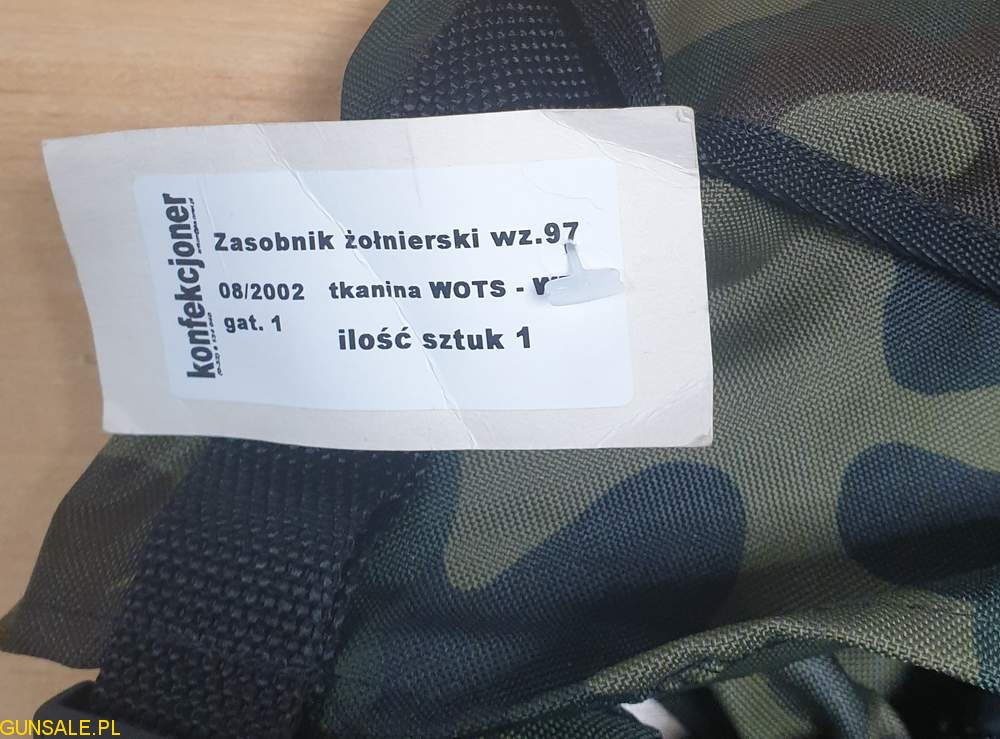 konfekcjoner
Zasobnik żołnierski wz.97
08/2002 tkanina WOTS -
gat. 1
ilość sztuk 1
GUNSALE.PL